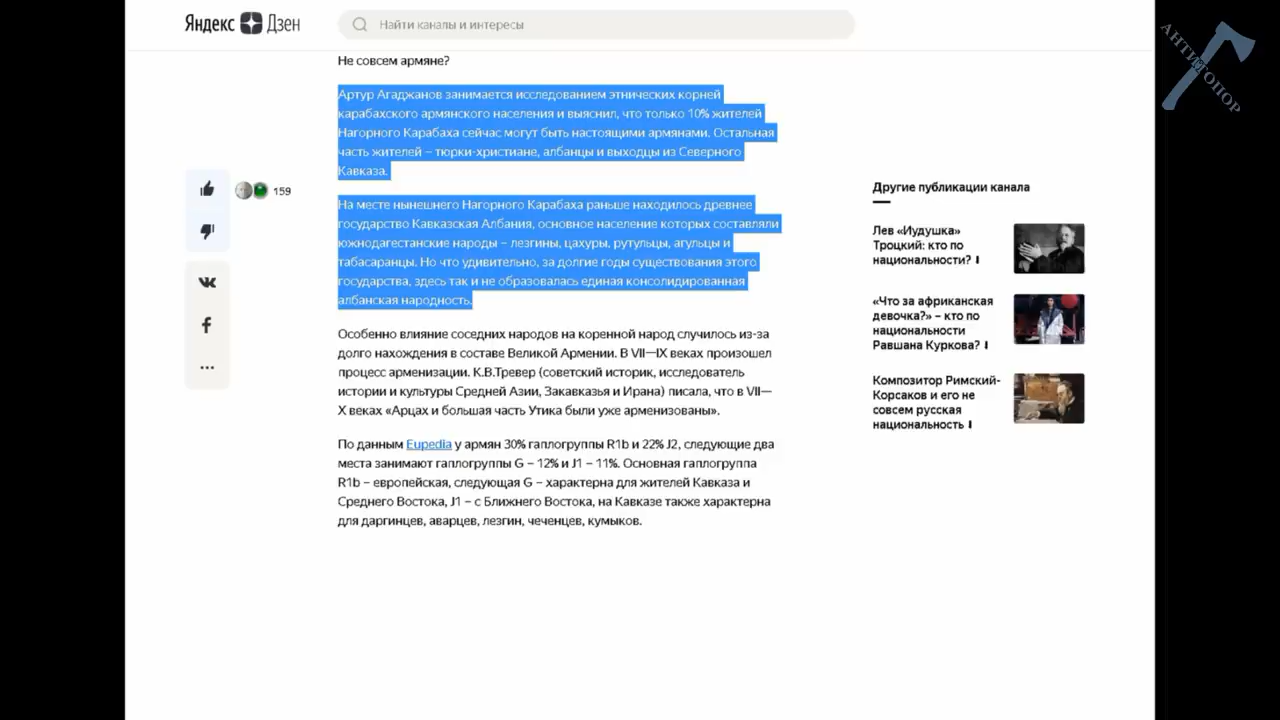 Яндекс Дзен
Найти каналы и интересы
АНТИТОПОР
Не совсем армяне?
Артур Агаджанов занимается исследованием этнических корней
карабахского армянского населения и выяснил, что только 10% жителей
Нагорного Карабаха сейчас могут быть настоящими армянами. Остальная
часть жителей – тюрки-христиане, албанцы и выходцы из Северного
Кавказа.
На месте нынешнего Нагорного Карабаха раньше находилось древнее
государство Кавказская Албания, основное население которых составляли
южнодагестанские народы – лезгины, цахуры, рутульцы, агульцы и
табасаранцы. Но что удивительно, за долгие годы существования этого
государства, здесь так и не образовалась единая консолидированная
албанская народность.
Особенно влияние соседних народов на коренной народ случилось из-за
долго нахождения в составе Великой Армении. В VII—IX веках произошел
процесс арменизации. К.В.Тревер (советский историк, исследователь
истории и культуры Средней Азии, Закавказья и Ирана) писала, что в VII—
X веках «Арцах и большая часть Утика были уже арменизованы».
По данным Eupedia у армян 30% гаплогруппы R1b и 22% J2, следующие два
места занимают гаплогруппы G – 12% и J1 – 11%. Основная гаплогруппа
R1b – европейская, следующая G – характерна для жителей Кавказа и
Среднего Востока, J1 – с Ближнего Востока, на Кавказе также характерна
для даргинцев, аварцев, лезгин, чеченцев, кумыков.
159
Другие публикации канала
Лев «Иудушка»
Троцкий: кто по
национальности?
«Что за африканская
девочка?» – кто по
национальности
Равшана Куркова?
Композитор Римский-
Корсаков и его не
совсем русская
национальность